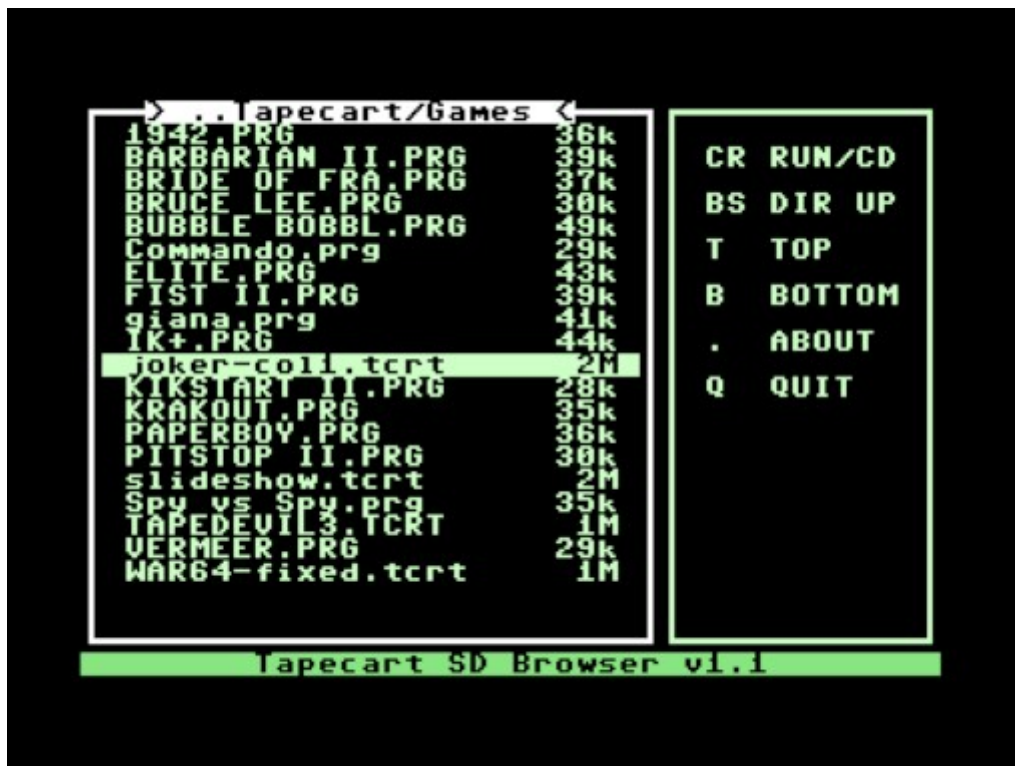 > ..Tapecart/Games <
1942.PRG 36k
BARBARIAN II.PRG 39k
BRIDE OF FRA.PRG 37k
BRUCE LEE.PRG 30k
BUBBLE BOBBL.PRG 49k
Commando.prg 29k
ELITE.PRG 43k
FIST II.PRG 39k
giana.prg 41k
IK+.PRG 44k
joker-col1.tcrt 2M
KIKSTART II.PRG 28k
KRAKOUT.PRG 35k
PAPERBOY.PRG 36k
PITSTOP II.PRG 30k
slideshow.tcrt 2M
Spy vs Spy.prg 35k
TAPEDEVIL3.TCRT 1M
VERMEER.PRG 29k
WAR64-fixed.tcrt 1M
CR RUN/CD
BS DIR UP
T TOP
B BOTTOM
. ABOUT
Q QUIT
Tapecart SD Browser v1.1